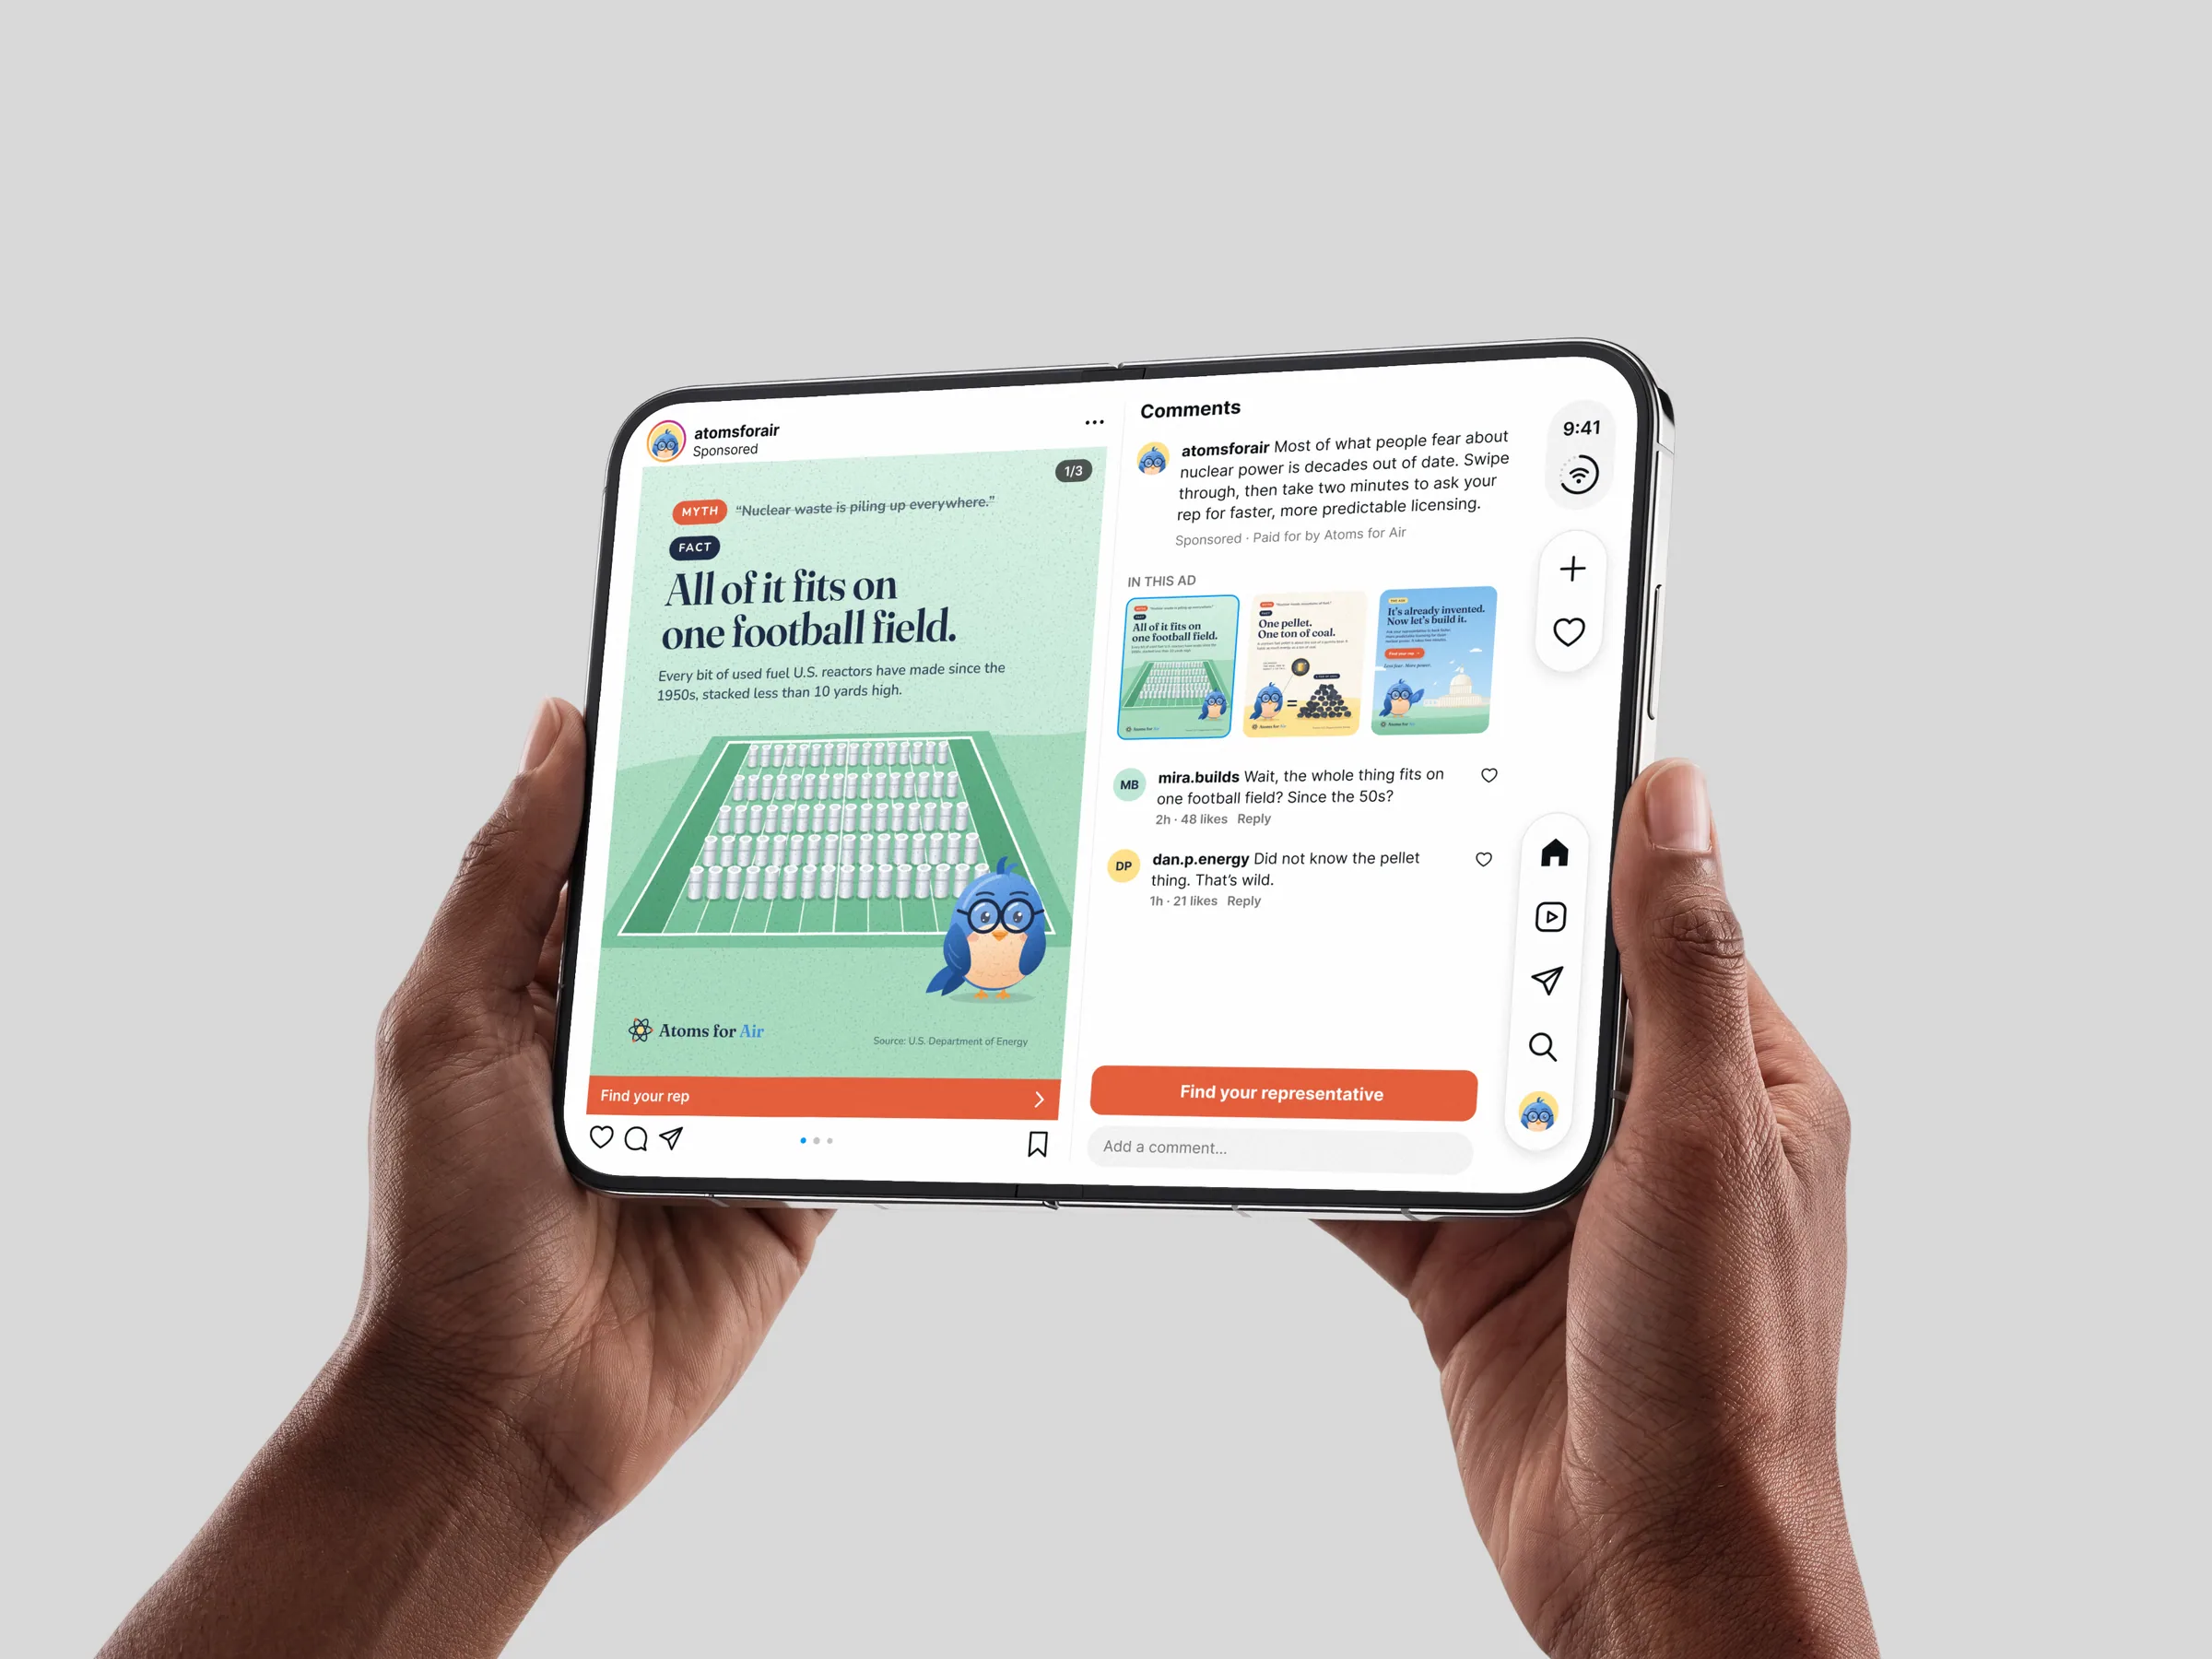 atomsforair
Sponsored
1/3
MYTH
“Nuclear waste is piling up everywhere.”
FACT
All of it fits on
one football field.
Every bit of used fuel U.S. reactors have made since the
1950s, stacked less than 10 yards high.
Atoms for Air
Source: U.S. Department of Energy
Find your rep
Comments
atomsforair Most of what people fear about
nuclear power is decades out of date. Swipe
through, then take two minutes to ask your
rep for faster, more predictable licensing.
Sponsored · Paid for by Atoms for Air
IN THIS AD
All of it fits on
one football field.
One pellet.
One ton of coal.
It’s already invented.
Now let’s build it.
MB
mira.builds Wait, the whole thing fits on
one football field? Since the 50s?
2h · 48 likes Reply
DP
dan.p.energy Did not know the pellet
thing. That’s wild.
1h · 21 likes Reply
Find your representative
Add a comment...
9:41